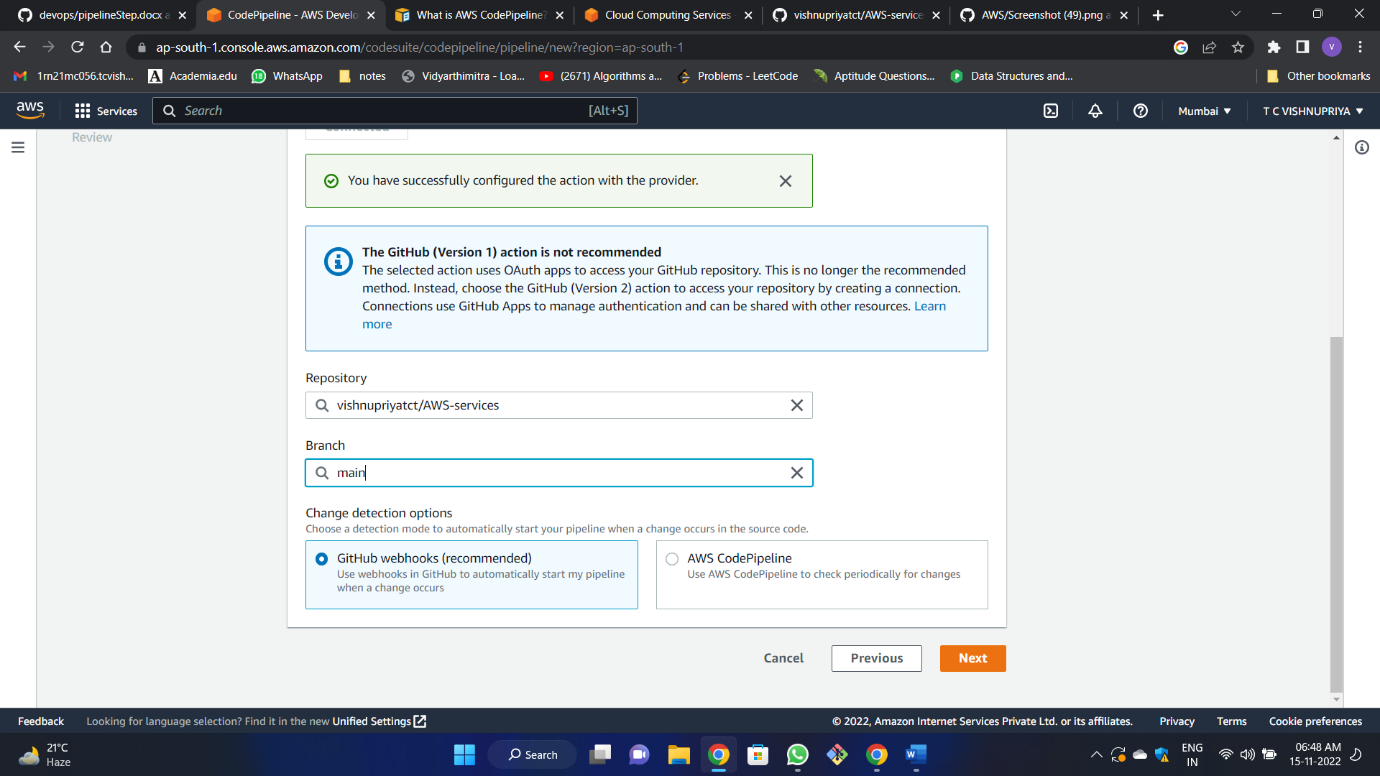 devops/pipelineStep.docx a
CodePipeline - AWS Develo
What is AWS CodePipeline?
Cloud Computing Services
vishnupriyatct/AWS-service
AWS/Screenshot (49).png a
ap-south-1.console.aws.amazon.com/codesuite/codepipeline/pipeline/new?region=ap-south-1
V
1rn21mc056.tcvish...
Academia.edu
WhatsApp
notes
Vidyarthimitra - Loa...
(2671) Algorithms a...
Problems - LeetCode
Aptitude Questions...
Data Structures and...
Other bookmarks
aws
Services
Search
[Alt+S]
Mumbai
T C VISHNUPRIYA
Review
You have successfully configured the action with the provider.
The GitHub (Version 1) action is not recommended
The selected action uses OAuth apps to access your GitHub repository. This is no longer the recommended
method. Instead, choose the GitHub (Version 2) action to access your repository by creating a connection.
Connections use GitHub Apps to manage authentication and can be shared with other resources. Learn
more
Repository
vishnupriyatct/AWS-services
Branch
main
Change detection options
Choose a detection mode to automatically start your pipeline when a change occurs in the source code.
GitHub webhooks (recommended)
Use webhooks in GitHub to automatically start my pipeline
when a change occurs
AWS CodePipeline
Use AWS CodePipeline to check periodically for changes
Cancel
Previous
Next
Feedback
Looking for language selection? Find it in the new Unified Settings
© 2022, Amazon Internet Services Private Ltd. or its affiliates.
Privacy
Terms
Cookie preferences
21°C
Haze
Search
ENG
IN
06:48 AM
15-11-2022